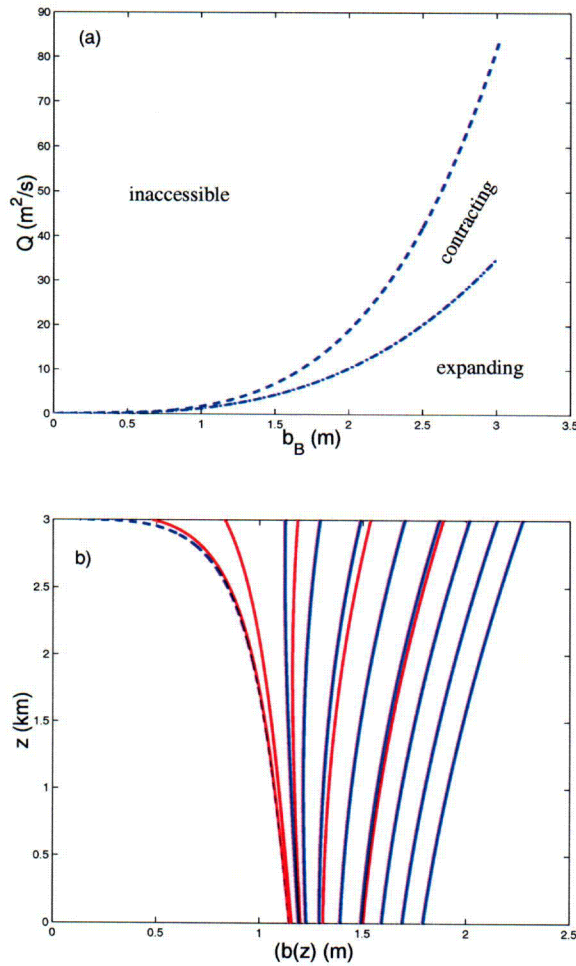 (a)
90
80
70
60
50
40
30
20
10
0
Q (m²/s)
inaccessible
contracting
expanding
0 0.5 1 1.5 2 2.5 3 3.5
b_B (m)
b)
3
2.5
2
1.5
1
0.5
0
z (km)
0 0.5 1 1.5 2 2.5
(b(z) (m)